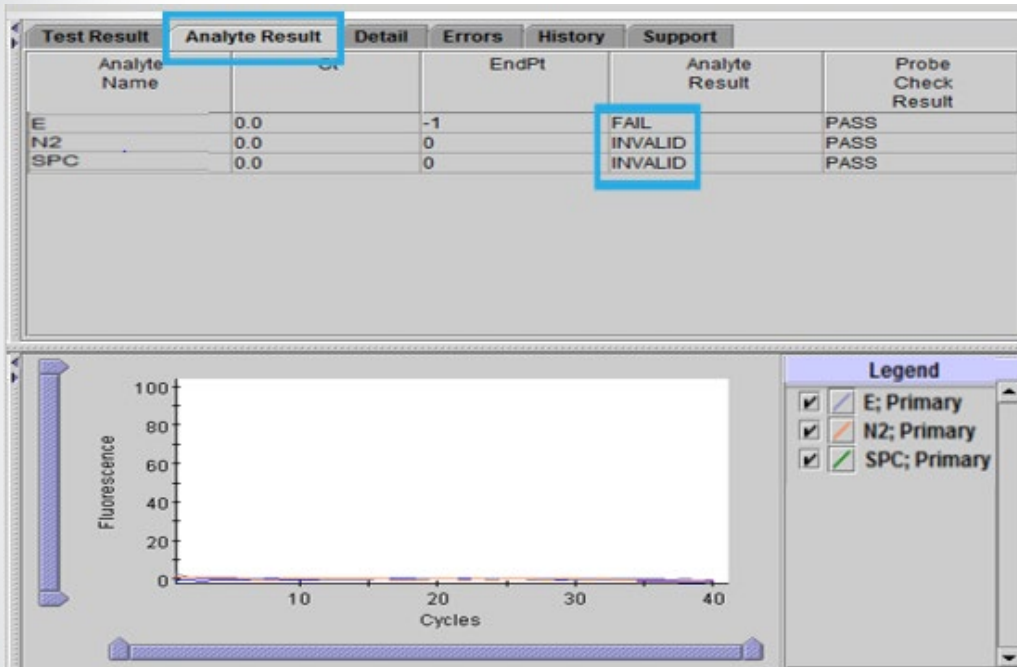 Test Result Analyte Result Detail Errors History Support
Analyte Name Ct EndPt Analyte Result Probe Check Result
E 0.0 -1 FAIL PASS
N2 0.0 0 INVALID PASS
SPC 0.0 0 INVALID PASS
Legend
E; Primary
N2; Primary
SPC; Primary
Fluorescence
100
80
60
40
20
0
10 20 30 40
Cycles